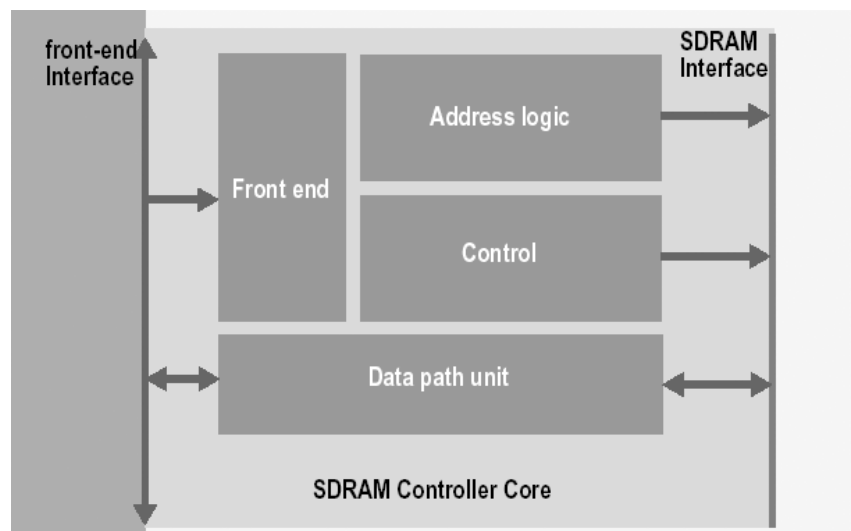 front-end
Interface
SDRAM
Interface
Address logic
Front end
Control
Data path unit
SDRAM Controller Core